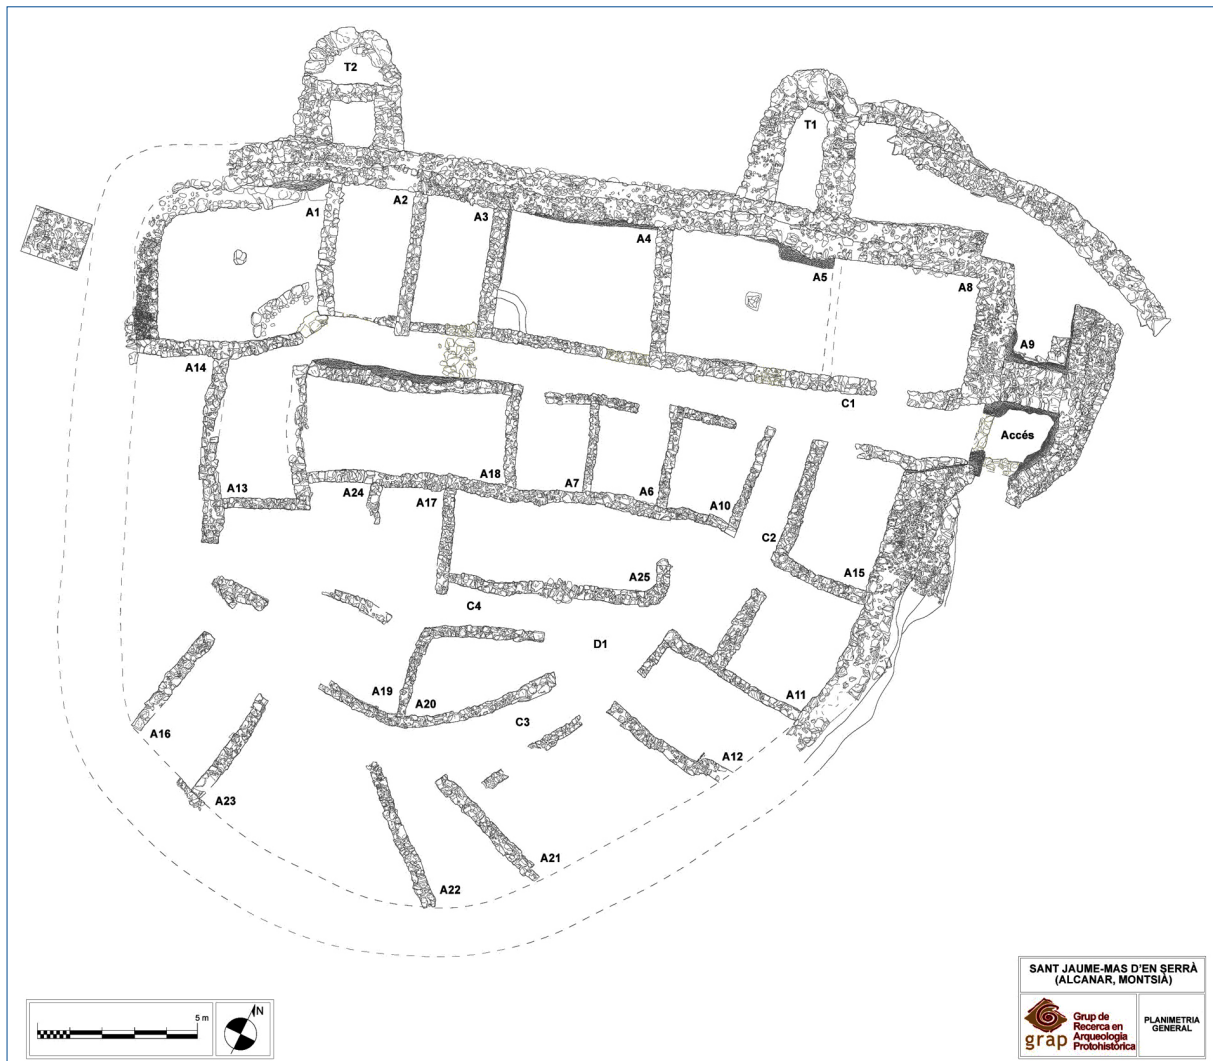 T2
T1
A1
A2
A3
A4
A5
A8
A9
A14
C1
Accés
A13
A24
A18
A17
A7
A6
A10
C2
A25
A15
C4
D1
A19
A20
C3
A11
A16
A12
A23
A21
A22
5 m
N
SANT JAUME-MAS D'EN SERRÀ
(ALCANAR, MONTSIÀ)
grap
Grup de
Recerca en
Arqueologia
Protohistòrica
PLANIMETRIA
GENERAL